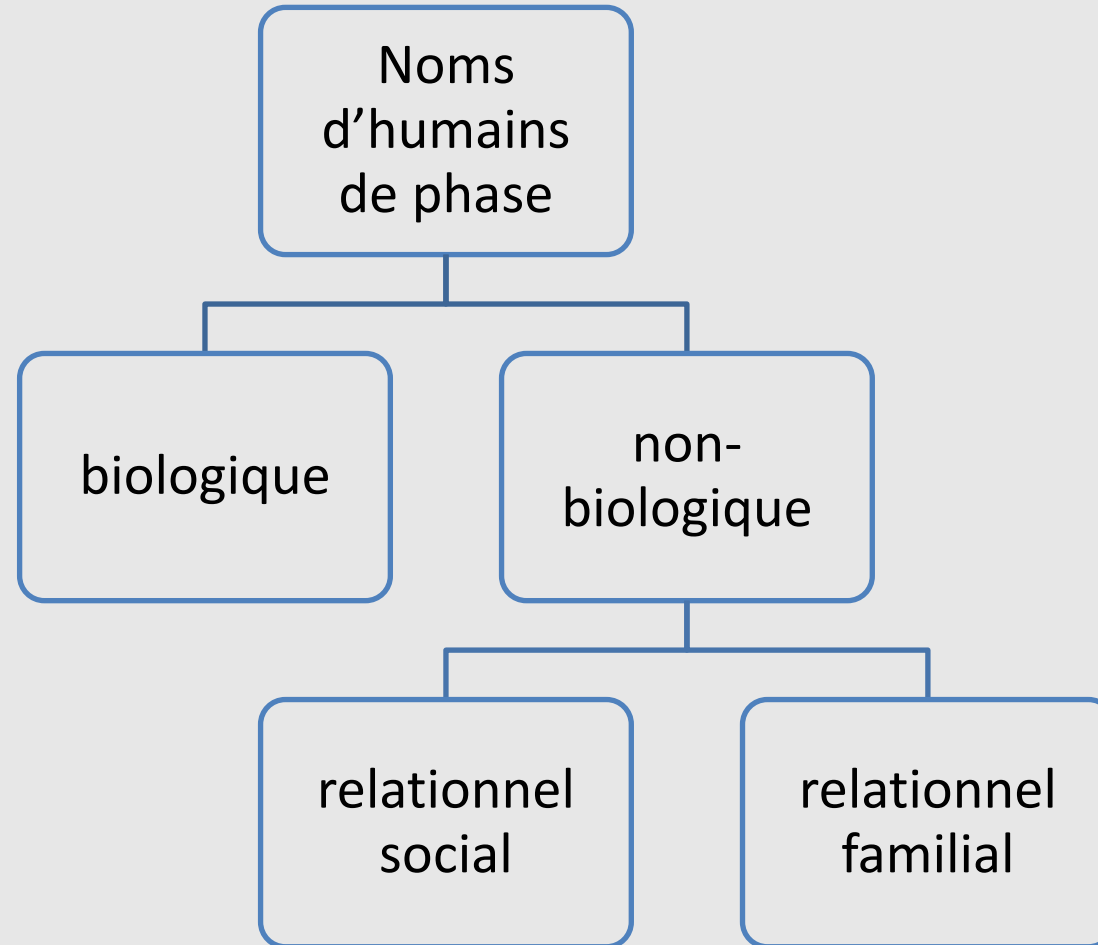 Noms
d’humains
de phase
biologique
non-
biologique
relationnel
social
relationnel
familial